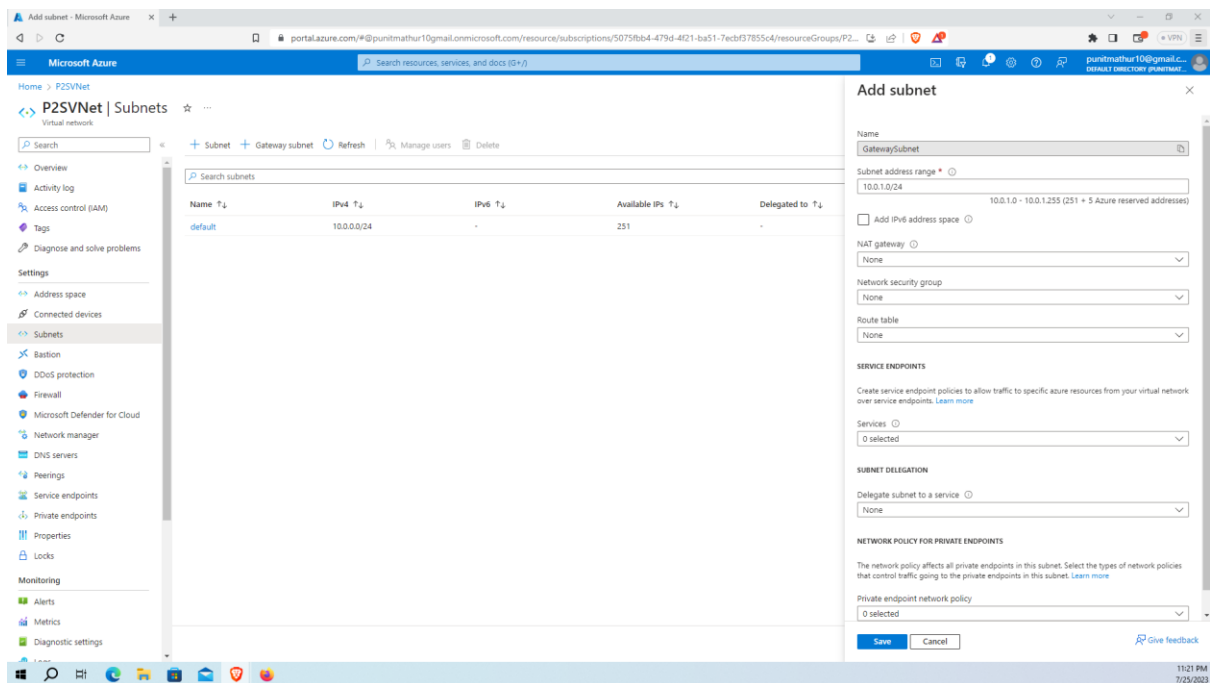 Add subnet - Microsoft Azure
portal.azure.com/#@punitmathur10gmail.onmicrosoft.com/resource/subscriptions/5075fbb4-479d-4f21-ba51-7ecbf37855c4/resourceGroups/P2...
VPN
Microsoft Azure
Search resources, services, and docs (G+/)
1
punitmathur10@gmail.c...
DEFAULT DIRECTORY (PUNITMAT...
Home > P2SVNet
P2SVNet | Subnets
Virtual network
Search
Subnet
Gateway subnet
Refresh
Manage users
Delete
Search subnets
Name
IPv4
IPv6
Available IPs
Delegated to
default
10.0.0.0/24
-
251
-
Overview
Activity log
Access control (IAM)
Tags
Diagnose and solve problems
Settings
Address space
Connected devices
Subnets
Bastion
DDoS protection
Firewall
Microsoft Defender for Cloud
Network manager
DNS servers
Peerings
Service endpoints
Private endpoints
Properties
Locks
Monitoring
Alerts
Metrics
Diagnostic settings
Add subnet
Name
GatewaySubnet
Subnet address range *
10.0.1.0/24
10.0.1.0 - 10.0.1.255 (251 + 5 Azure reserved addresses)
Add IPv6 address space
NAT gateway
None
Network security group
None
Route table
None
SERVICE ENDPOINTS
Create service endpoint policies to allow traffic to specific azure resources from your virtual network
over service endpoints. Learn more
Services
0 selected
SUBNET DELEGATION
Delegate subnet to a service
None
NETWORK POLICY FOR PRIVATE ENDPOINTS
The network policy affects all private endpoints in this subnet. Select the types of network policies
that control traffic going to the private endpoints in this subnet. Learn more
Private endpoint network policy
0 selected
Save
Cancel
Give feedback
11:21 PM
7/25/2023